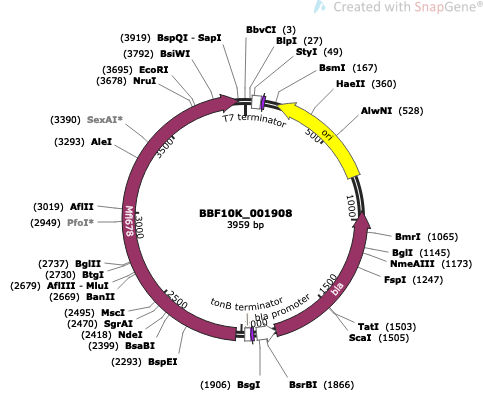 Created with SnapGene®
(3919) BspQI - SapI
(3792) BsiWI
(3695) EcoRI
(3678) NruI
(3390) SexAI*
(3293) AleI
(3019) AflII
(2949) PfoI*
(2737) BglII
(2730) BtgI
(2679) AflIII - MluI
(2669) BanII
(2495) MscI
(2470) SgrAI
(2418) NdeI
(2399) BsaBI
(2293) BspEI
(1906) BsgI
BsrBI (1866)
BbvCI (3)
BlpI (27)
StyI (49)
BsmI (167)
HaeII (360)
AlwNI (528)
BmrI (1065)
BglI (1145)
NmeAIII (1173)
FspI (1247)
TatI (1503)
ScaI (1505)
T7 terminator
ori
500
1000
1500
2500
3000
3500
bla
bla promoter
tonB terminator
BBF10K_001908
3959 bp